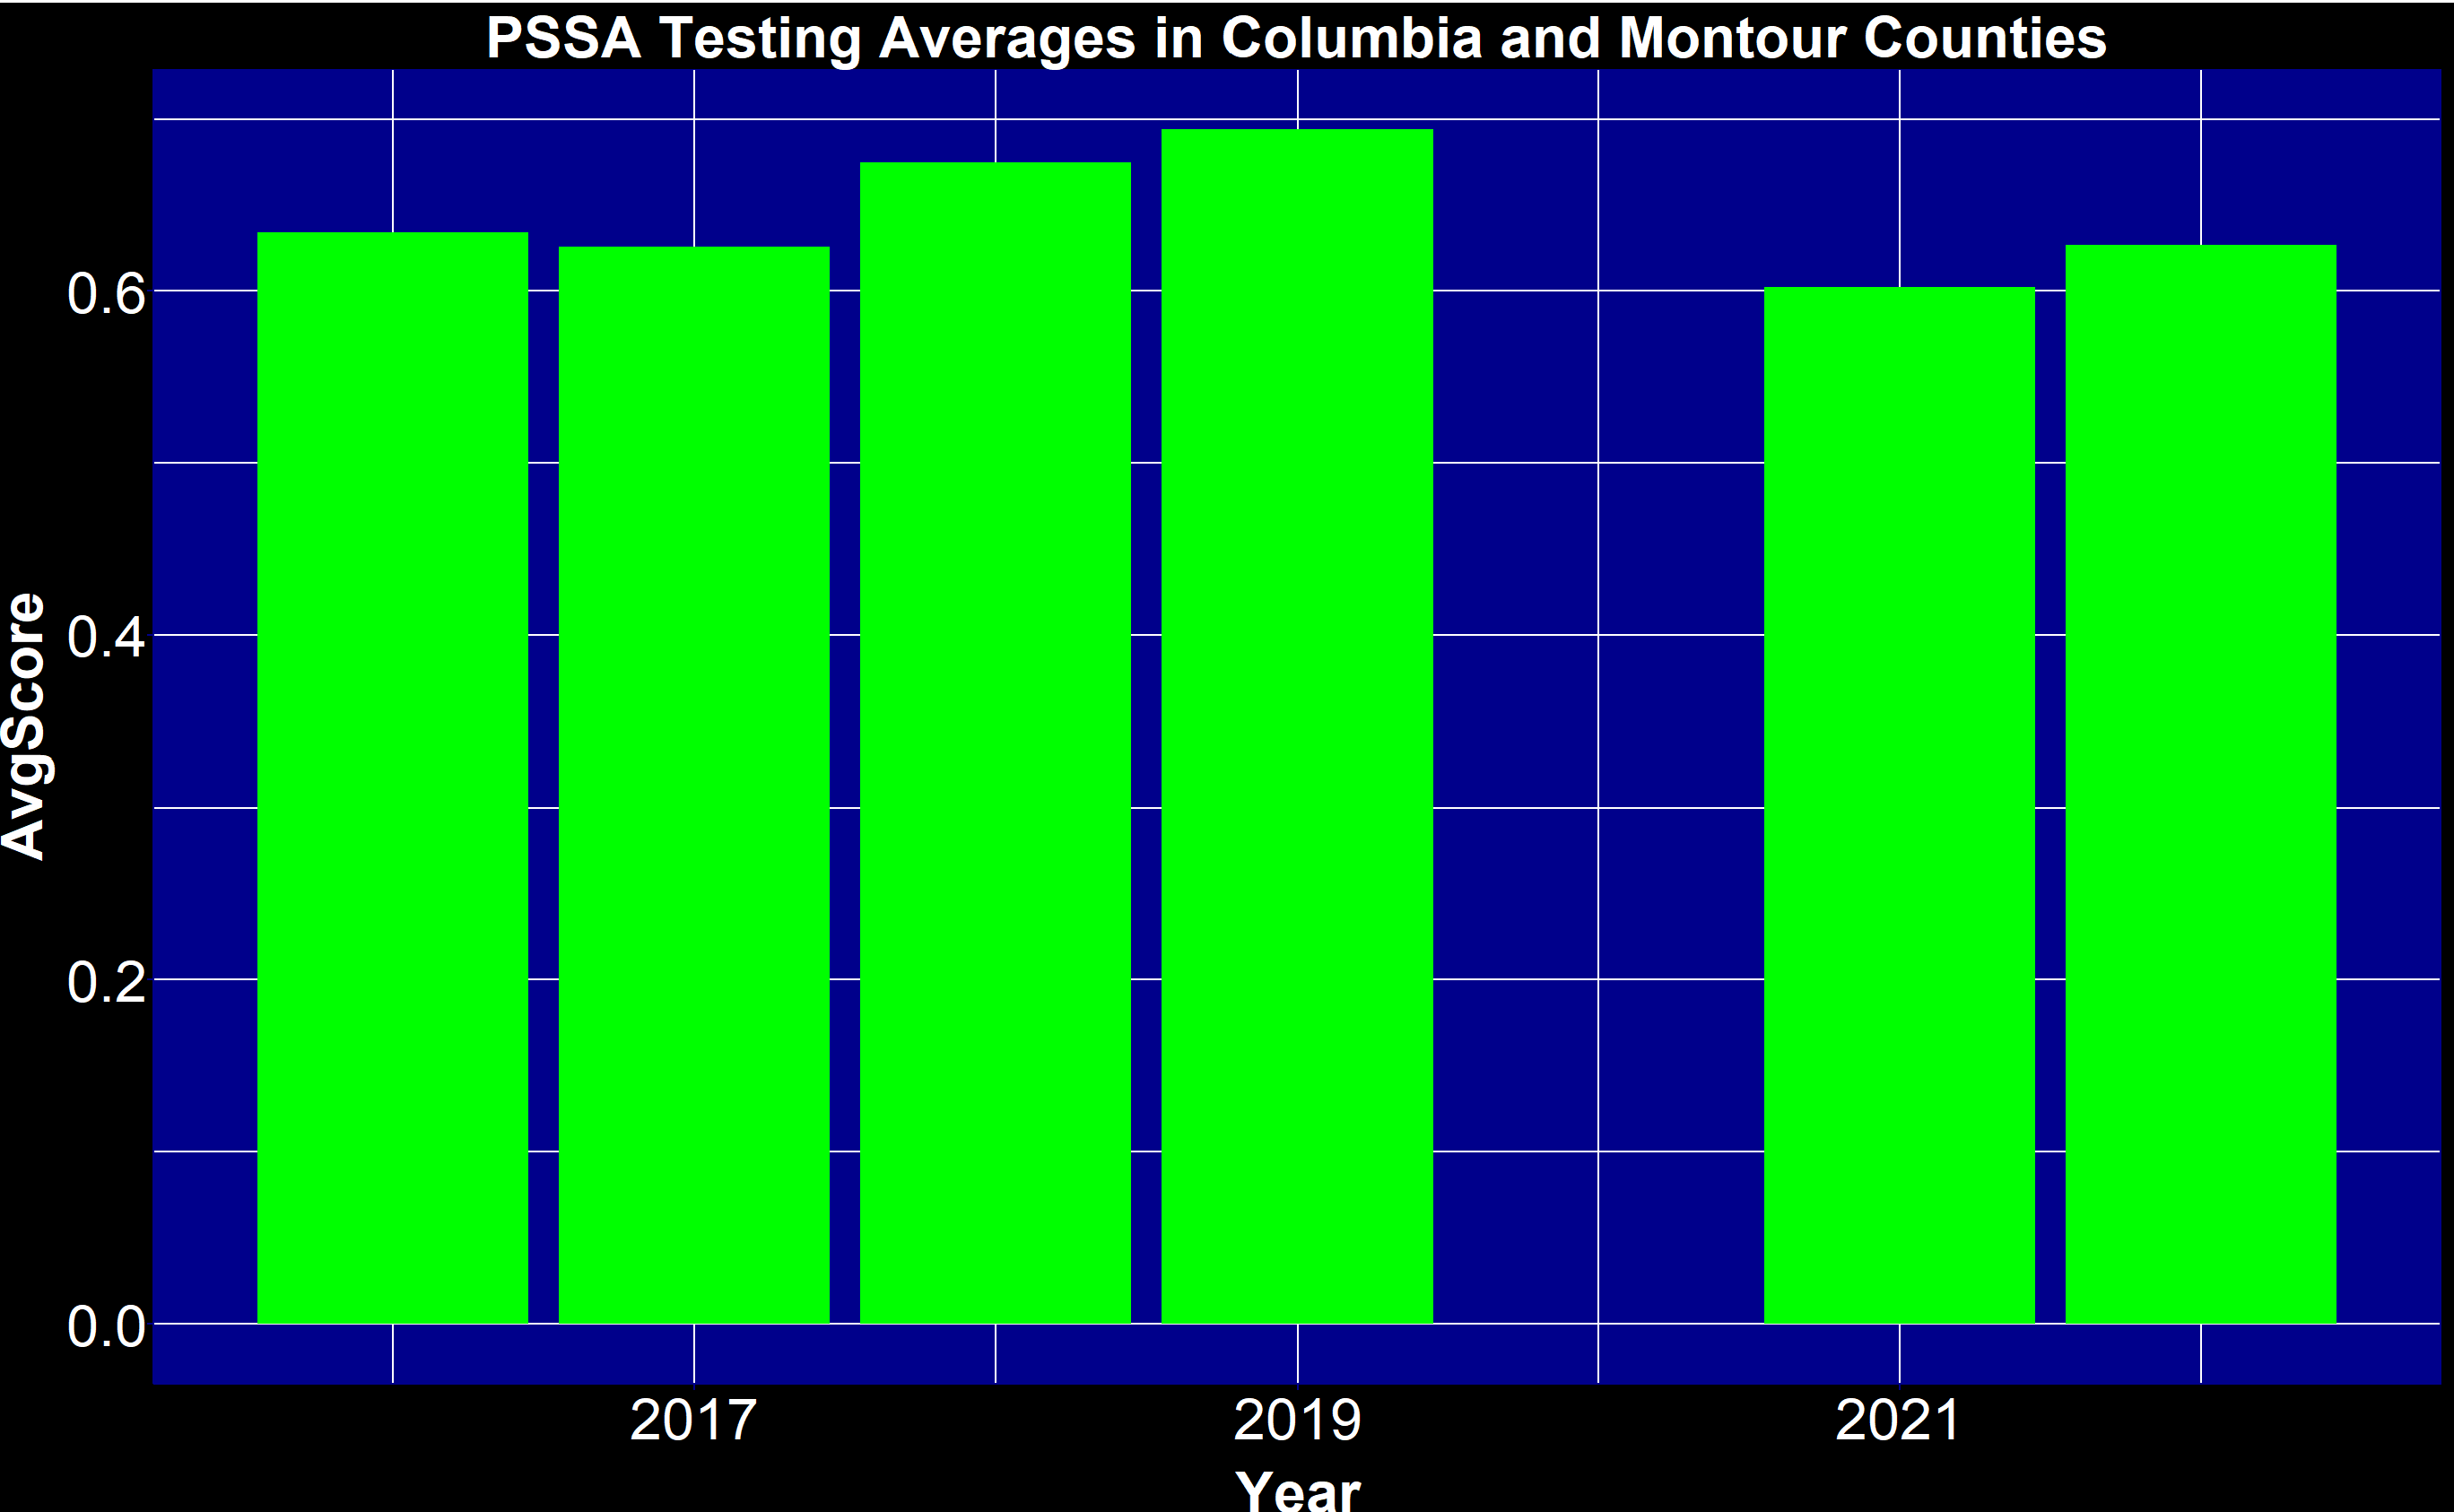 PSSA Testing Averages in Columbia and Montour Counties
AvgScore
0.6
0.4
0.2
0.0
2017 2019 2021
Year